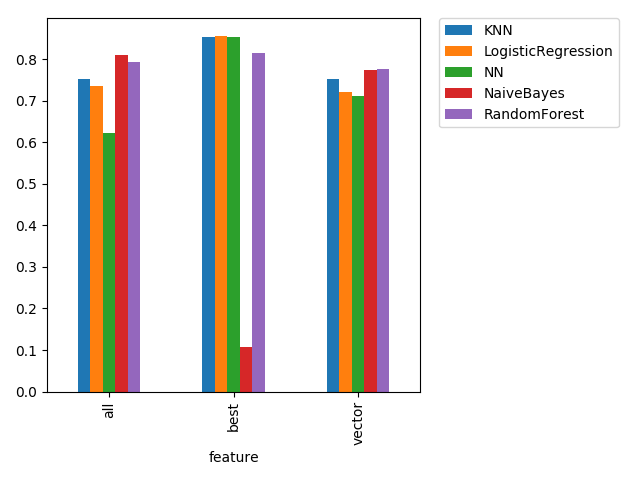 KNN
LogisticRegression
NN
NaiveBayes
RandomForest
0.8
0.7
0.6
0.5
0.4
0.3
0.2
0.1
0.0
all
best
vector
feature